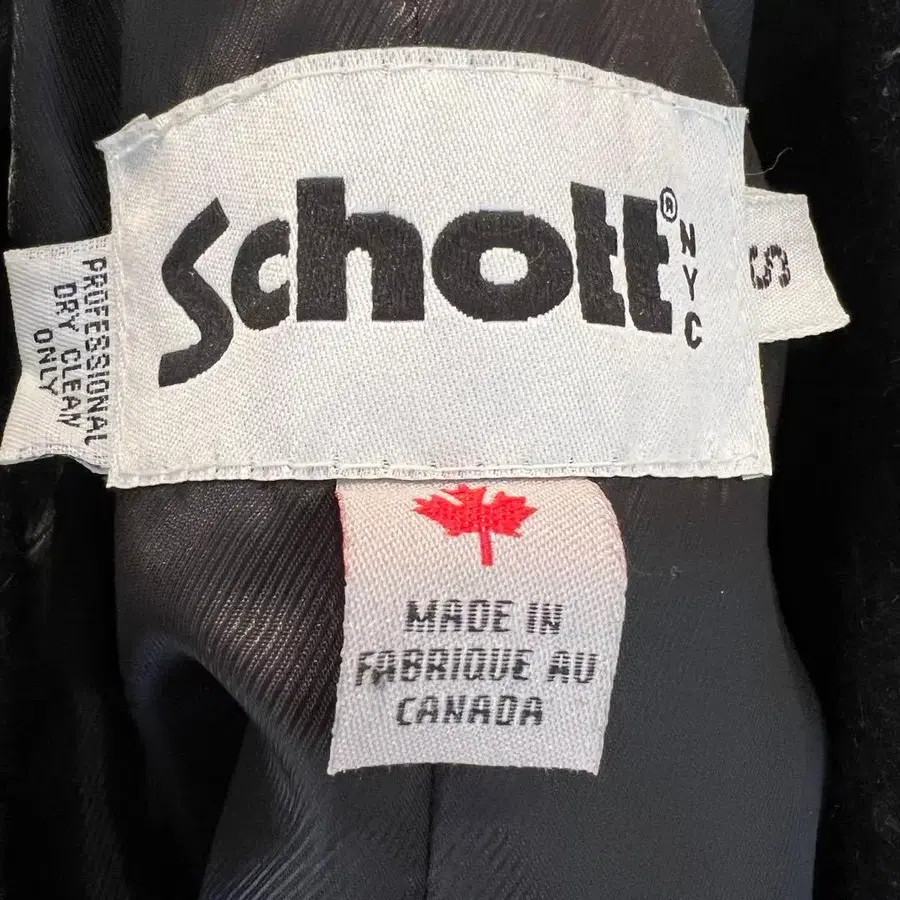 Schott®
NYC
S
PROFESSIONAL
DRY CLEAN
ONLY
MADE IN
FABRIQUE AU
CANADA